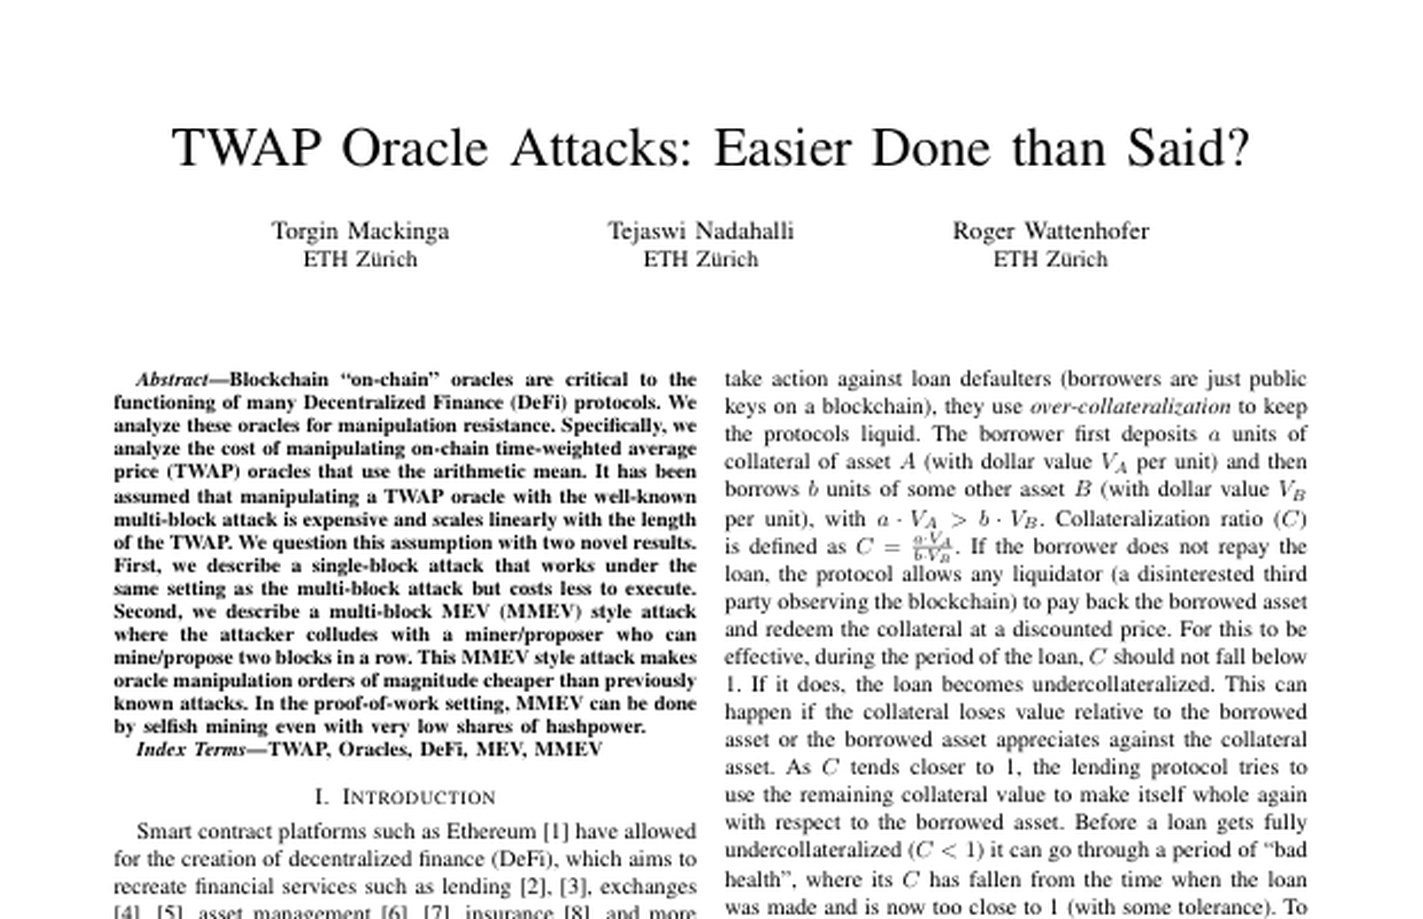 TWAP Oracle Attacks: Easier Done than Said?
Torgin Mackinga
ETH Zürich
Tejaswi Nadahalli
ETH Zürich
Roger Wattenhofer
ETH Zürich
Abstract—Blockchain “on-chain” oracles are critical to the
functioning of many Decentralized Finance (DeFi) protocols. We
analyze these oracles for manipulation resistance. Specifically, we
analyze the cost of manipulating on-chain time-weighted average
price (TWAP) oracles that use the arithmetic mean. It has been
assumed that manipulating a TWAP oracle with the well-known
multi-block attack is expensive and scales linearly with the length
of the TWAP. We question this assumption with two novel results.
First, we describe a single-block attack that works under the
same setting as the multi-block attack but costs less to execute.
Second, we describe a multi-block MEV (MMEV) style attack
where the attacker colludes with a miner/proposer who can
mine/propose two blocks in a row. This MMEV style attack makes
oracle manipulation orders of magnitude cheaper than previously
known attacks. In the proof-of-work setting, MMEV can be done
by selfish mining even with very low shares of hashpower.
Index Terms—TWAP, Oracles, DeFi, MEV, MMEV
I. INTRODUCTION
Smart contract platforms such as Ethereum [1] have allowed
for the creation of decentralized finance (DeFi), which aims to
recreate financial services such as lending [2], [3], exchanges
[4], [5], asset management [6], [7], insurance [8], and more
take action against loan defaulters (borrowers are just public
keys on a blockchain), they use over-collateralization to keep
the protocols liquid. The borrower first deposits a units of
collateral of asset A (with dollar value V_A per unit) and then
borrows b units of some other asset B (with dollar value V_B
per unit), with a · V_A > b · V_B. Collateralization ratio (C)
is defined as C = a·V_A / b·V_B. If the borrower does not repay the
loan, the protocol allows any liquidator (a disinterested third
party observing the blockchain) to pay back the borrowed asset
and redeem the collateral at a discounted price. For this to be
effective, during the period of the loan, C should not fall below
1. If it does, the loan becomes undercollateralized. This can
happen if the collateral loses value relative to the borrowed
asset or the borrowed asset appreciates against the collateral
asset. As C tends closer to 1, the lending protocol tries to
use the remaining collateral value to make itself whole again
with respect to the borrowed asset. Before a loan gets fully
undercollateralized (C < 1) it can go through a period of “bad
health”, where its C has fallen from the time when the loan
was made and is now too close to 1 (with some tolerance). To